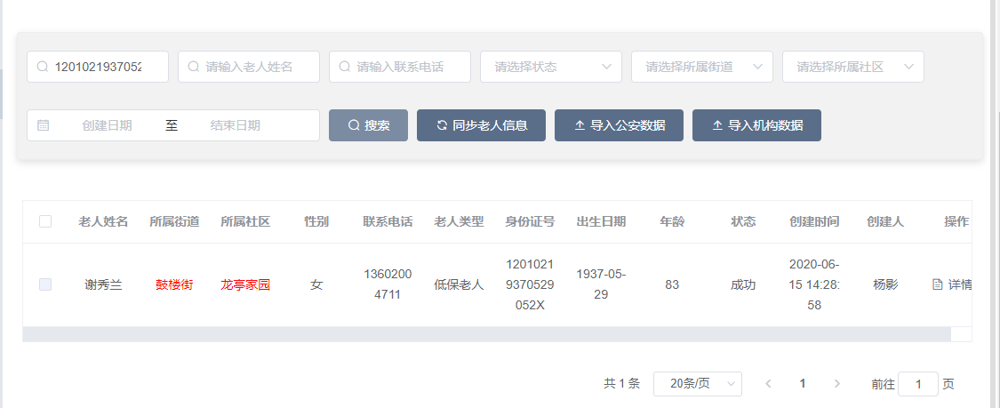 1201021937052 请输入老人姓名 请输入联系电话 请选择状态 请选择所属街道 请选择所属社区
创建日期 至 结束日期 搜索 同步老人信息 导入公安数据 导入机构数据
老人姓名 所属街道 所属社区 性别 联系电话 老人类型 身份证号 出生日期 年龄 状态 创建时间 创建人 操作
谢秀兰 鼓楼街 龙亭家园 女
1360200
4711
低保老人
1201021
9370529
052X
1937-05-
29
83 成功
2020-06-
15 14:28:
58
杨影 详情
共 1 条 20条/页 1 前往 1 页